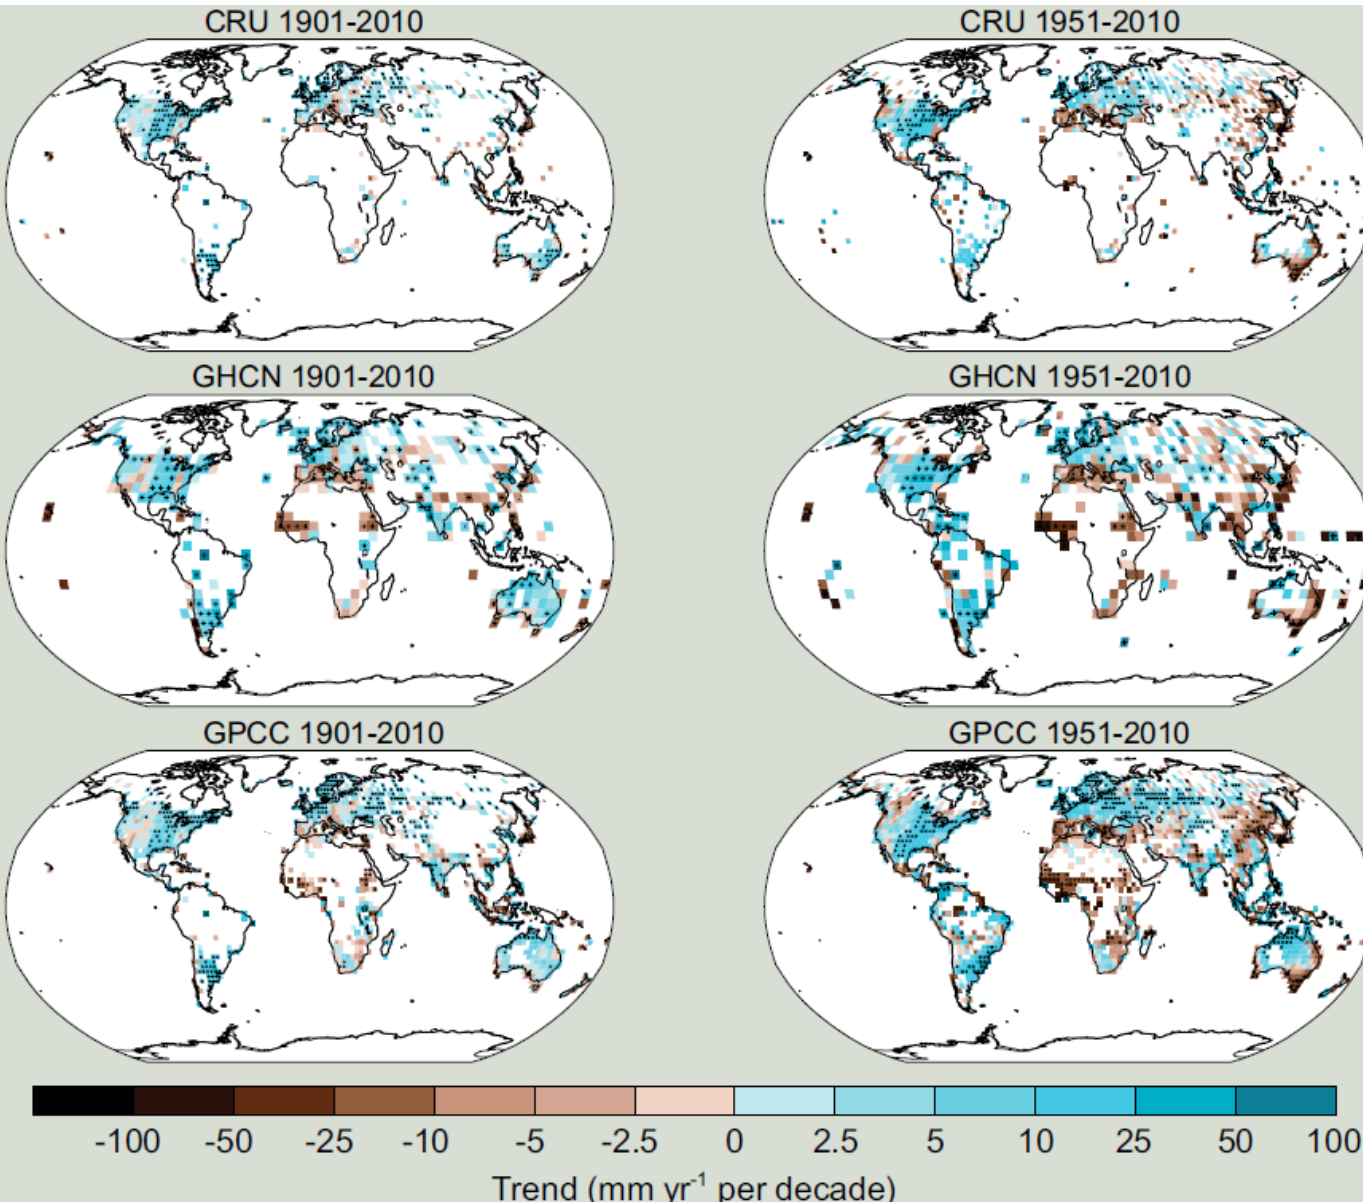 CRU 1901-2010
CRU 1951-2010
GHCN 1901-2010
GHCN 1951-2010
GPCC 1901-2010
GPCC 1951-2010
-100 -50 -25 -10 -5 -2.5 0 2.5 5 10 25 50 100
Trend (mm yr⁻¹ per decade)